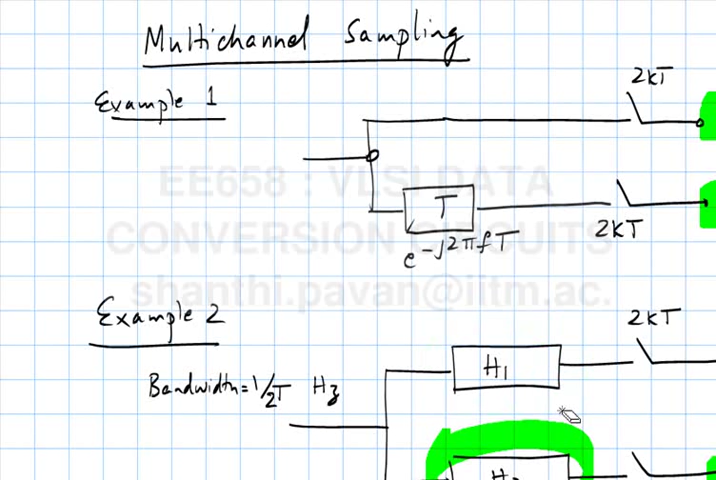 Multichannel Sampling
2kT
Example 1
EE658 : VLSI DATA
CONVERSION CIRCUITS
shanthi.pavan@iitm.ac.
T
2kT
e^-j2πfT
Example 2
2kT
H1
Bandwidth = 1/2T Hz